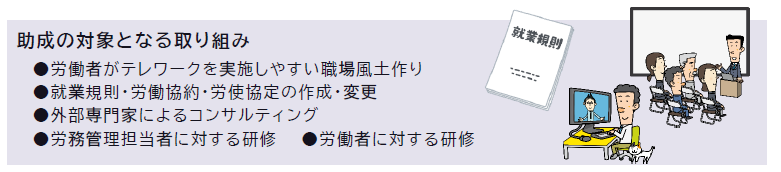 助成の対象となる取り組み
●労働者がテレワークを実施しやすい職場風土作り
●就業規則・労働協約・労使協定の作成・変更
●外部専門家によるコンサルティング
●労務管理担当者に対する研修 ●労働者に対する研修
就業規則